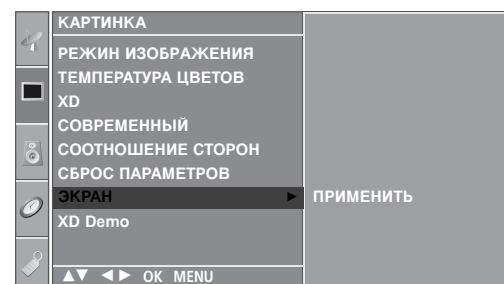 КАРТИНКА
РЕЖИН ИЗОБРАЖЕНИЯ
ТЕМПЕРАТУРА ЦВЕТОВ
XD
СОВРЕМЕННЫЙ
СООТНОШЕНИЕ СТОРОН
СБРОС ПАРАМЕТРОВ
ЭКРАН ► ПРИМЕНИТЬ
XD Demo
▲▼ ◄► OK MENU